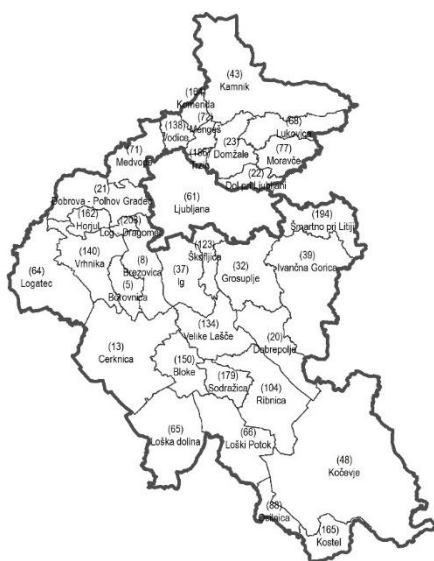 (43)
Kamnik
(164)
Komenda
(72)
Mengeš
(68)
Lukovica
(138)
Vodice
(23)
Domžale
(77)
Moravče
(186)
Trzin
(71)
Medvode
(22)
Dol pri Ljubljani
(21)
Dobrova - Polhov Gradec
(61)
Ljubljana
(194)
Šmartno pri Litiji
(162)
Horjul
(208)
Log - Dragomer
(123)
Škofljica
(39)
Ivančna Gorica
(140)
Vrhnika
(8)
Brezovica
(37)
Ig
(32)
Grosuplje
(64)
Logatec
(5)
Borovnica
(134)
Velike Lašče
(20)
Dobrepolje
(13)
Cerknica
(150)
Bloke
(179)
Sodražica
(104)
Ribnica
(65)
Loška dolina
(66)
Loški Potok
(48)
Kočevje
(88)
Osilnica
(165)
Kostel